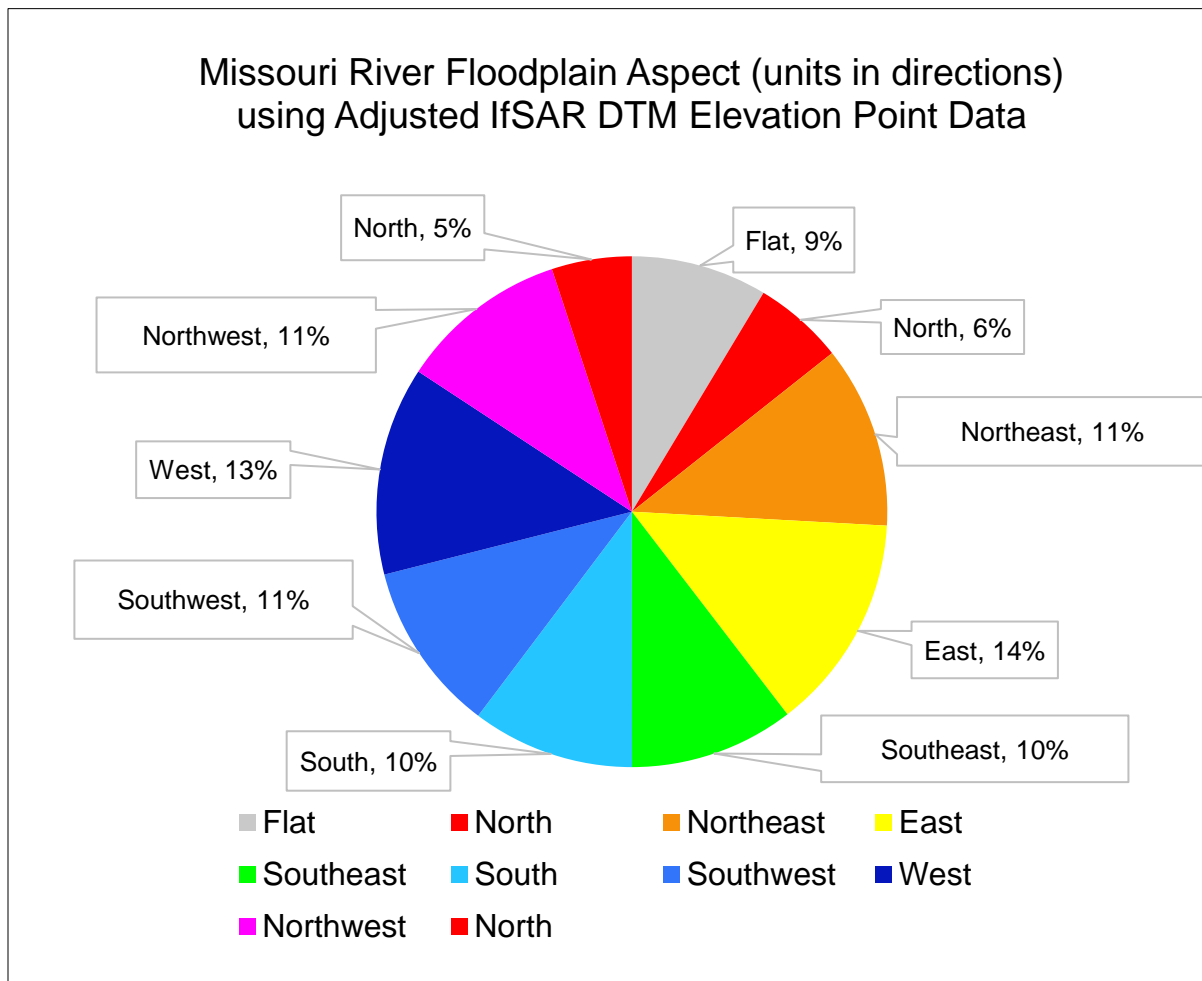 Missouri River Floodplain Aspect (units in directions)
using Adjusted IfSAR DTM Elevation Point Data
North, 5%
Flat, 9%
North, 6%
Northwest, 11%
Northeast, 11%
West, 13%
Southwest, 11%
East, 14%
South, 10%
Southeast, 10%
Flat North Northeast East
Southeast South Southwest West
Northwest North